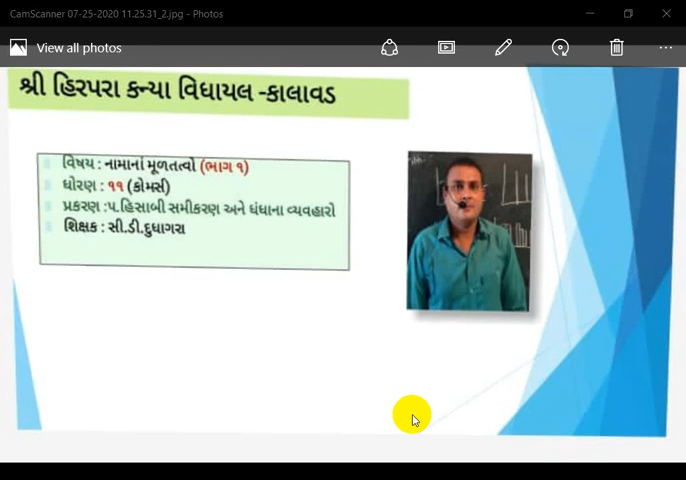 CamScanner 07-25-2020 11.25.31_2.jpg - Photos
View all photos
શ્રી હિરપરા કન્યા વિધાયલ -કાલાવડ
વિષય : નામાનાં મૂળતત્વો (ભાગ ૧)
ધોરણ : ૧૧ (કોમર્સ)
પ્રકરણ :૫.હિસાબી સમીકરણ અને ધંધાના વ્યવહારો
શિક્ષક : સી.ડી.દુધાગરા